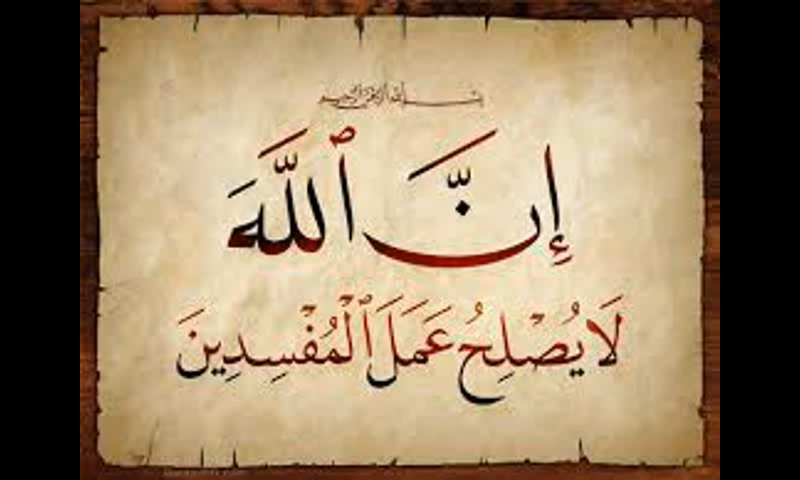 بسم الله الرحمن الرحيم
إِنَّ ٱللَّهَ
لَا يُصْلِحُ عَمَلَ ٱلْمُفْسِدِينَ